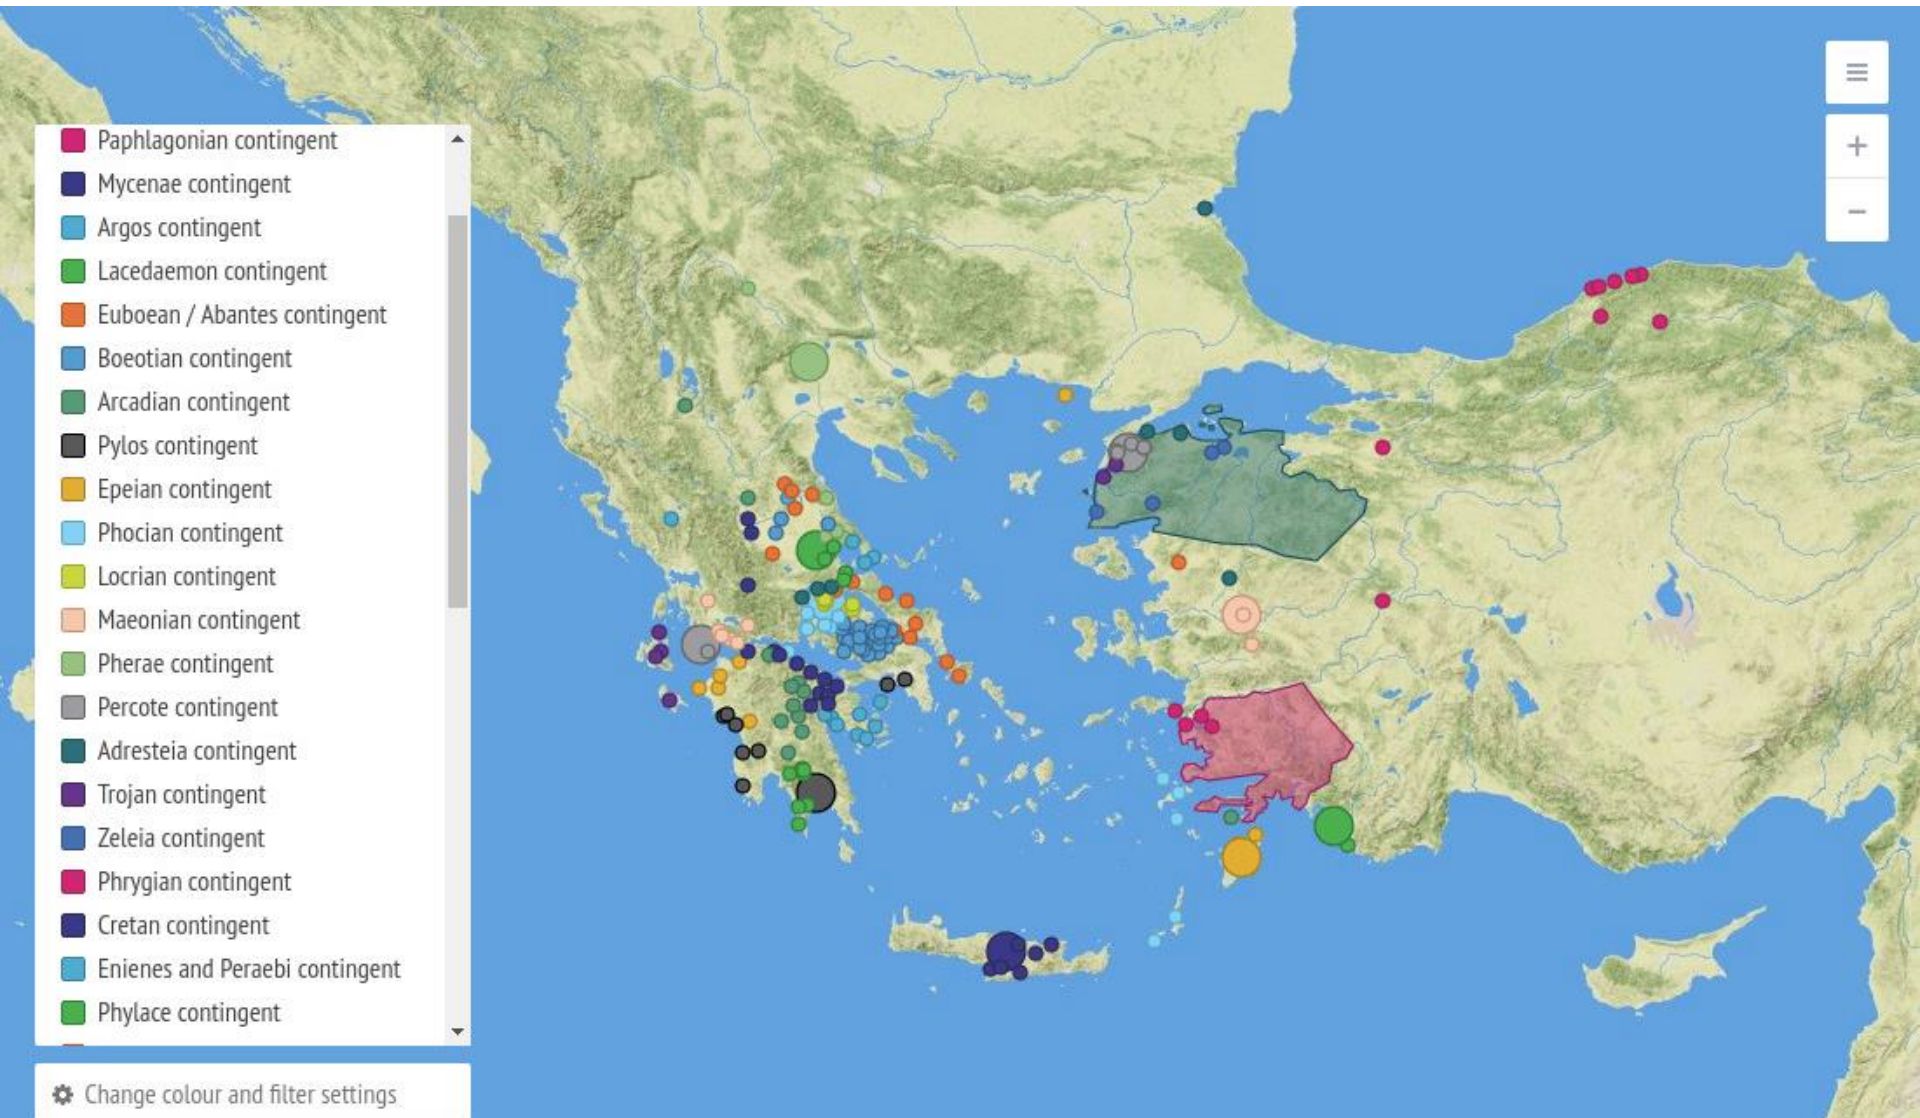 Paphlagonian contingent
Mycenae contingent
Argos contingent
Lacedaemon contingent
Euboean / Abantes contingent
Boeotian contingent
Arcadian contingent
Pylos contingent
Epeian contingent
Phocian contingent
Locrian contingent
Maeonian contingent
Pherae contingent
Percote contingent
Adresteia contingent
Trojan contingent
Zeleia contingent
Phrygian contingent
Cretan contingent
Enienes and Peraebi contingent
Phylace contingent
Change colour and filter settings